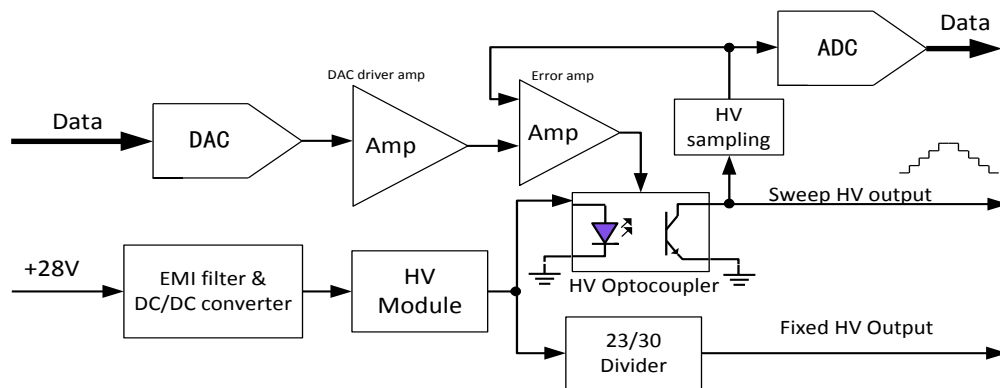 Data
ADC
DAC driver amp
Error amp
Data
DAC
Amp
Amp
HV
sampling
Sweep HV output
+28V
EMI filter &
DC/DC converter
HV
Module
HV Optocoupler
23/30
Divider
Fixed HV Output